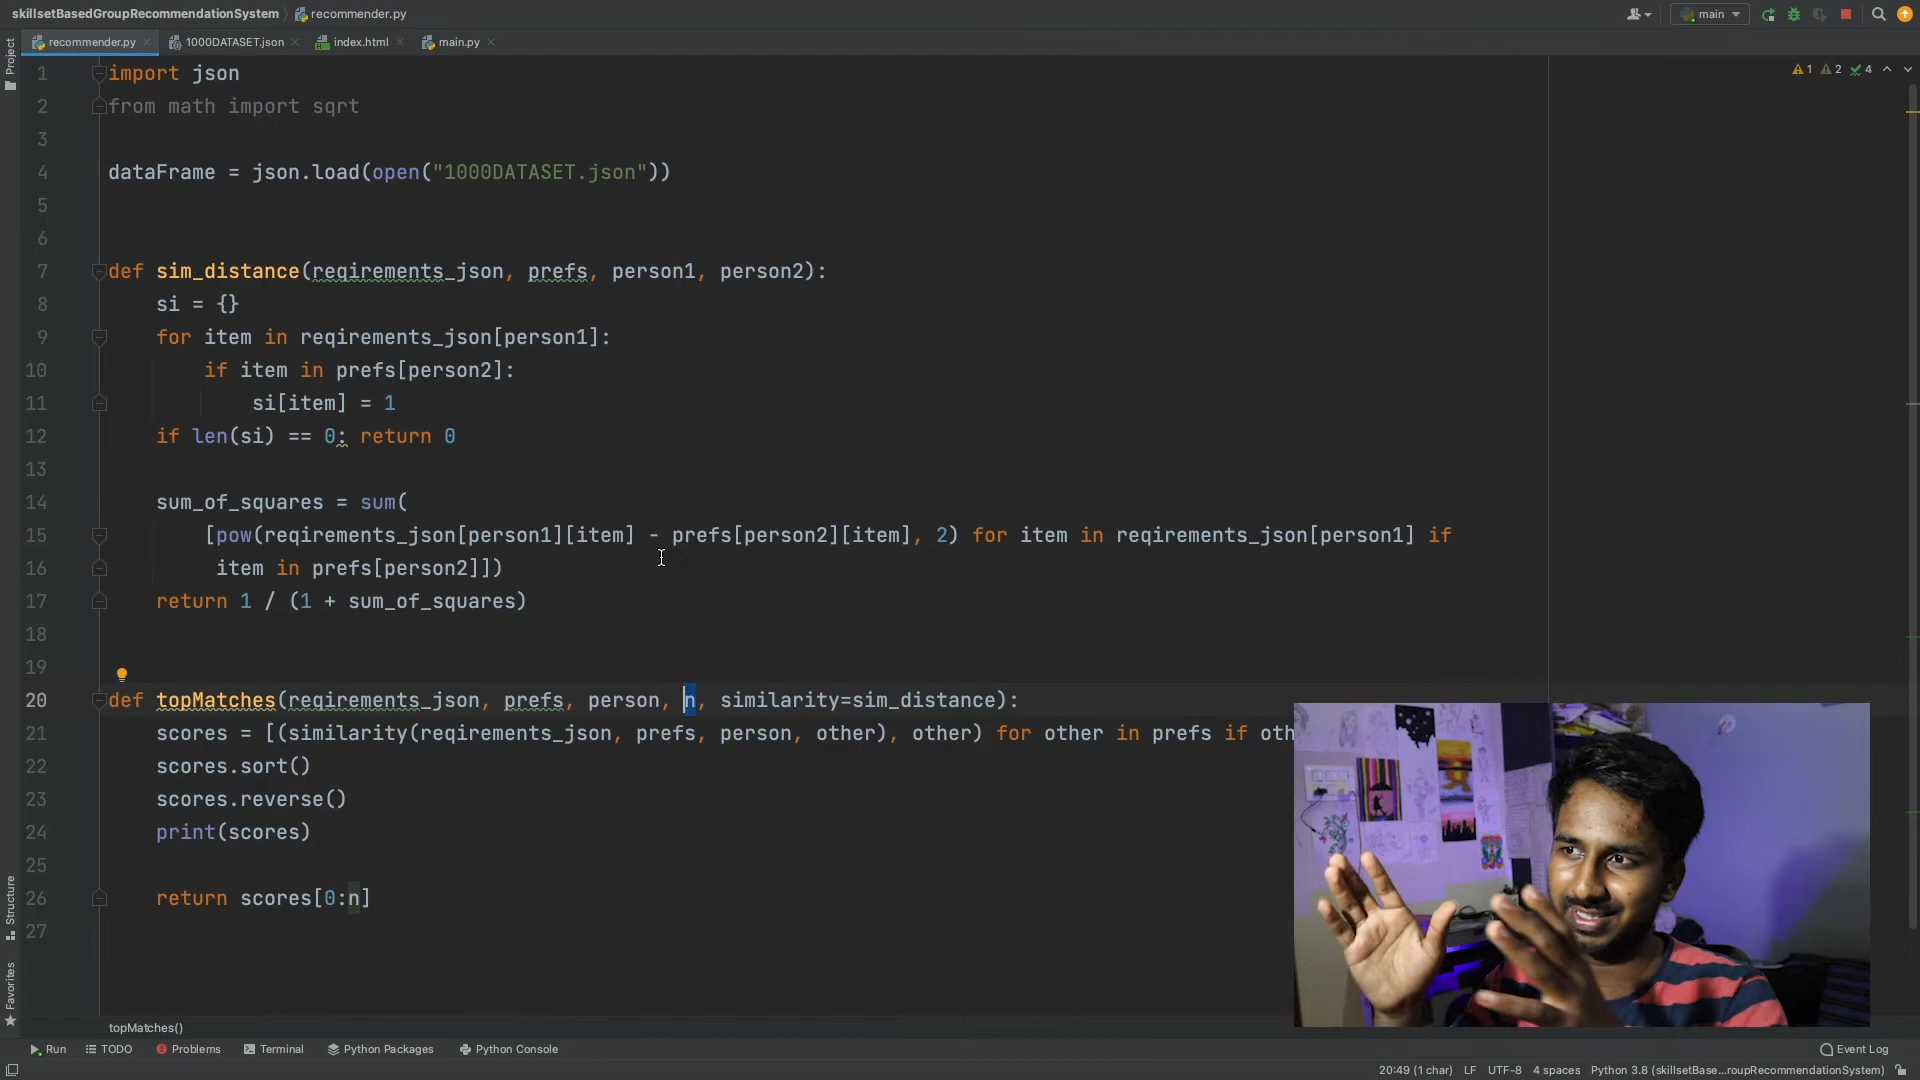 skillsetBasedGroupRecommendationSystem recommender.py
main
recommender.py 1000DATASET.json index.html main.py
Project
1 2 4
1 import json
2 from math import sqrt
3
4 dataFrame = json.load(open("1000DATASET.json"))
5
6
7 def sim_distance(reqirements_json, prefs, person1, person2):
8 si = {}
9 for item in reqirements_json[person1]:
10 if item in prefs[person2]:
11 si[item] = 1
12 if len(si) == 0: return 0
13
14 sum_of_squares = sum(
15 [pow(reqirements_json[person1][item] - prefs[person2][item], 2) for item in reqirements_json[person1] if
16 item in prefs[person2]])
17 return 1 / (1 + sum_of_squares)
18
19
20 def topMatches(reqirements_json, prefs, person, n, similarity=sim_distance):
21 scores = [(similarity(reqirements_json, prefs, person, other), other) for other in prefs if oth
22 scores.sort()
23 scores.reverse()
24 print(scores)
25
26 return scores[0:n]
27
Structure
Favorites
topMatches()
Run TODO Problems Terminal Python Packages Python Console Event Log
20:49 (1 char) LF UTF-8 4 spaces Python 3.8 (skillsetBase...roupRecommendationSystem)